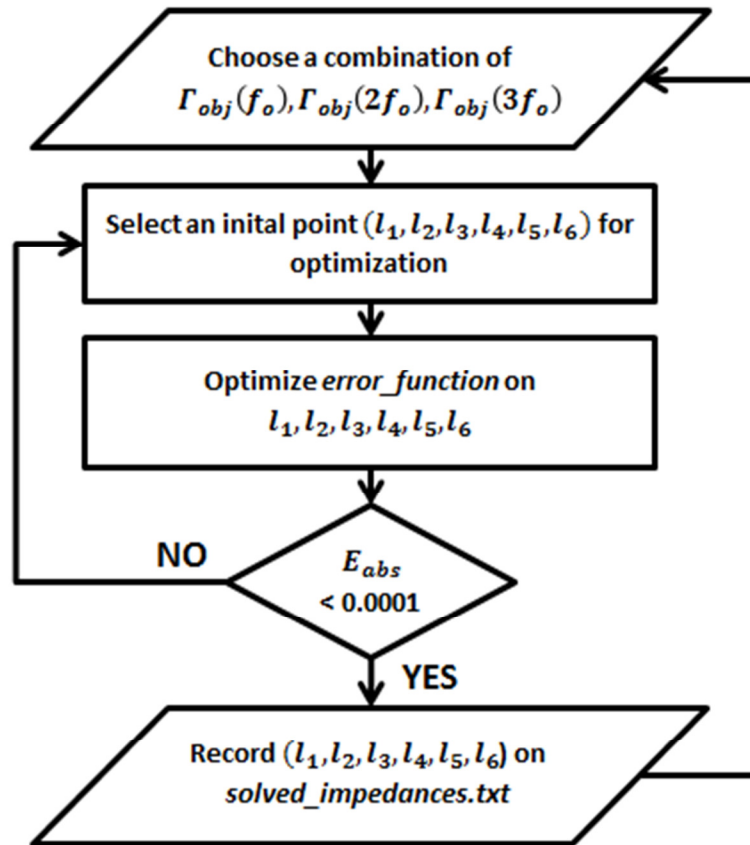 Choose a combination of
Γobj(fo), Γobj(2fo), Γobj(3fo)
Select an inital point (l1, l2, l3, l4, l5, l6) for
optimization
Optimize error_function on
l1, l2, l3, l4, l5, l6
NO
Eabs
< 0.0001
YES
Record (l1, l2, l3, l4, l5, l6) on
solved_impedances.txt